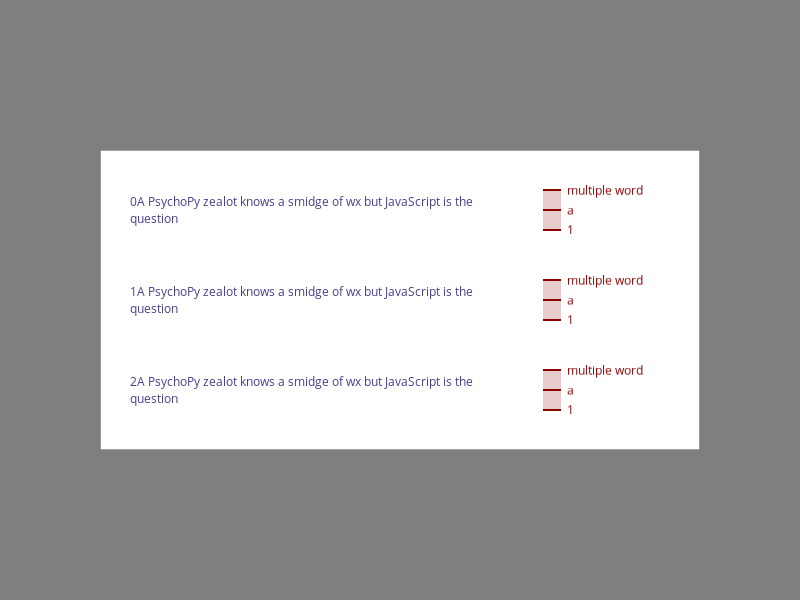 0A PsychoPy zealot knows a smidge of wx but JavaScript is the
question
multiple word
a
1
1A PsychoPy zealot knows a smidge of wx but JavaScript is the
question
multiple word
a
1
2A PsychoPy zealot knows a smidge of wx but JavaScript is the
question
multiple word
a
1